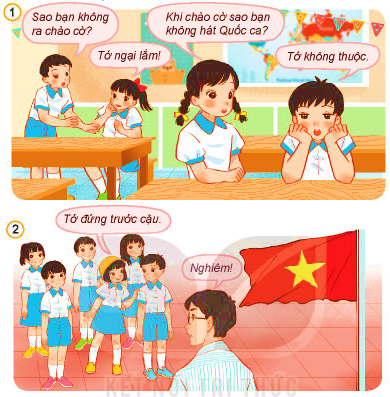 1
Sao bạn không
ra chào cờ?
Tớ ngại lắm!
Khi chào cờ sao bạn
không hát Quốc ca?
Tớ không thuộc.
2
Tớ đứng trước cậu.
Nghiêm!
KẾT NỐI TRI THỨC